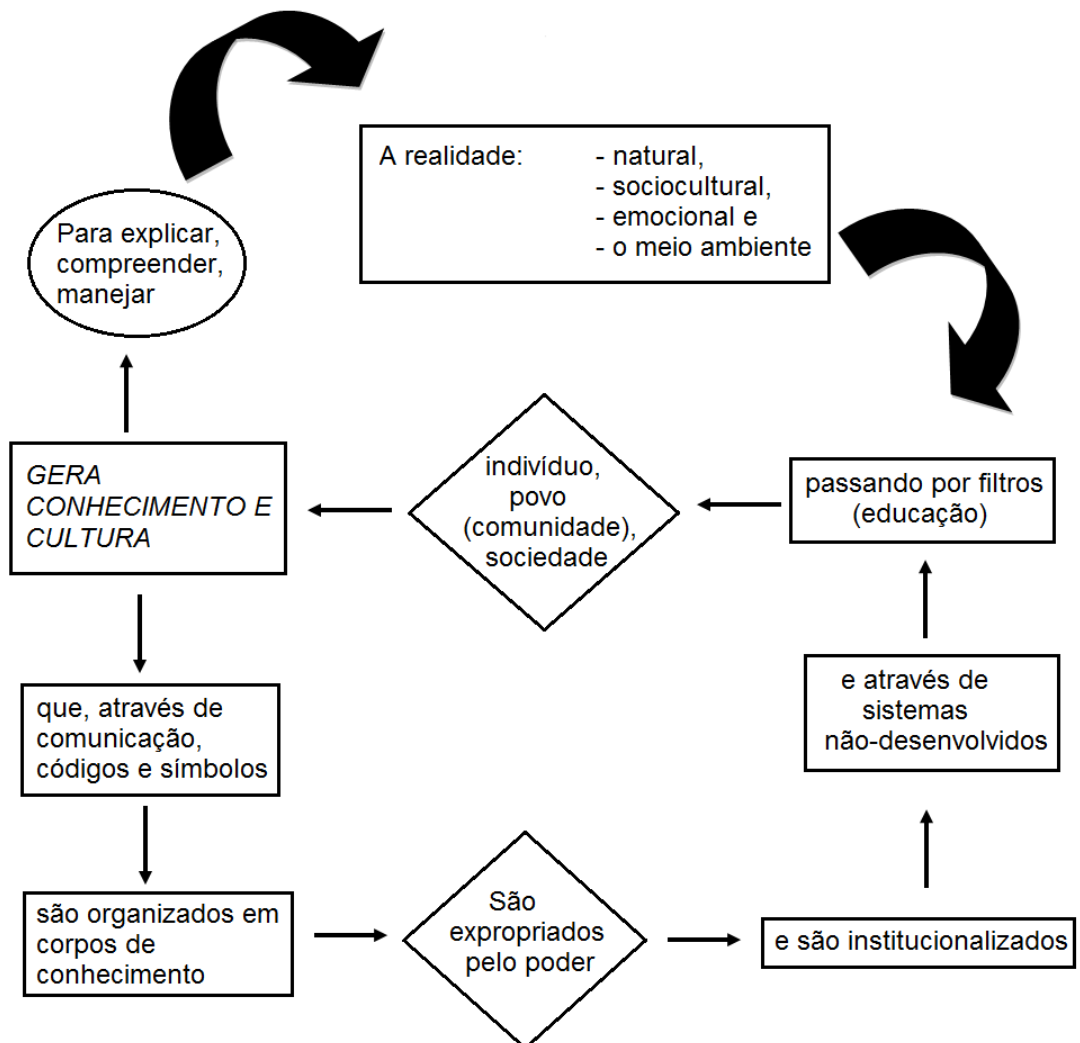 A realidade: - natural,
- sociocultural,
- emocional e
- o meio ambiente
Para explicar,
compreender,
manejar
GERA
CONHECIMENTO E
CULTURA
indivíduo,
povo
(comunidade),
sociedade
passando por filtros
(educação)
que, através de
comunicação,
códigos e símbolos
e através de
sistemas
não-desenvolvidos
são organizados em
corpos de
conhecimento
São
expropriados
pelo poder
e são institucionalizados